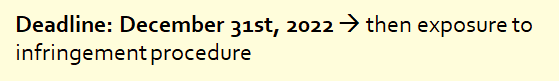 Deadline: December 31st, 2022 → then exposure to
infringement procedure